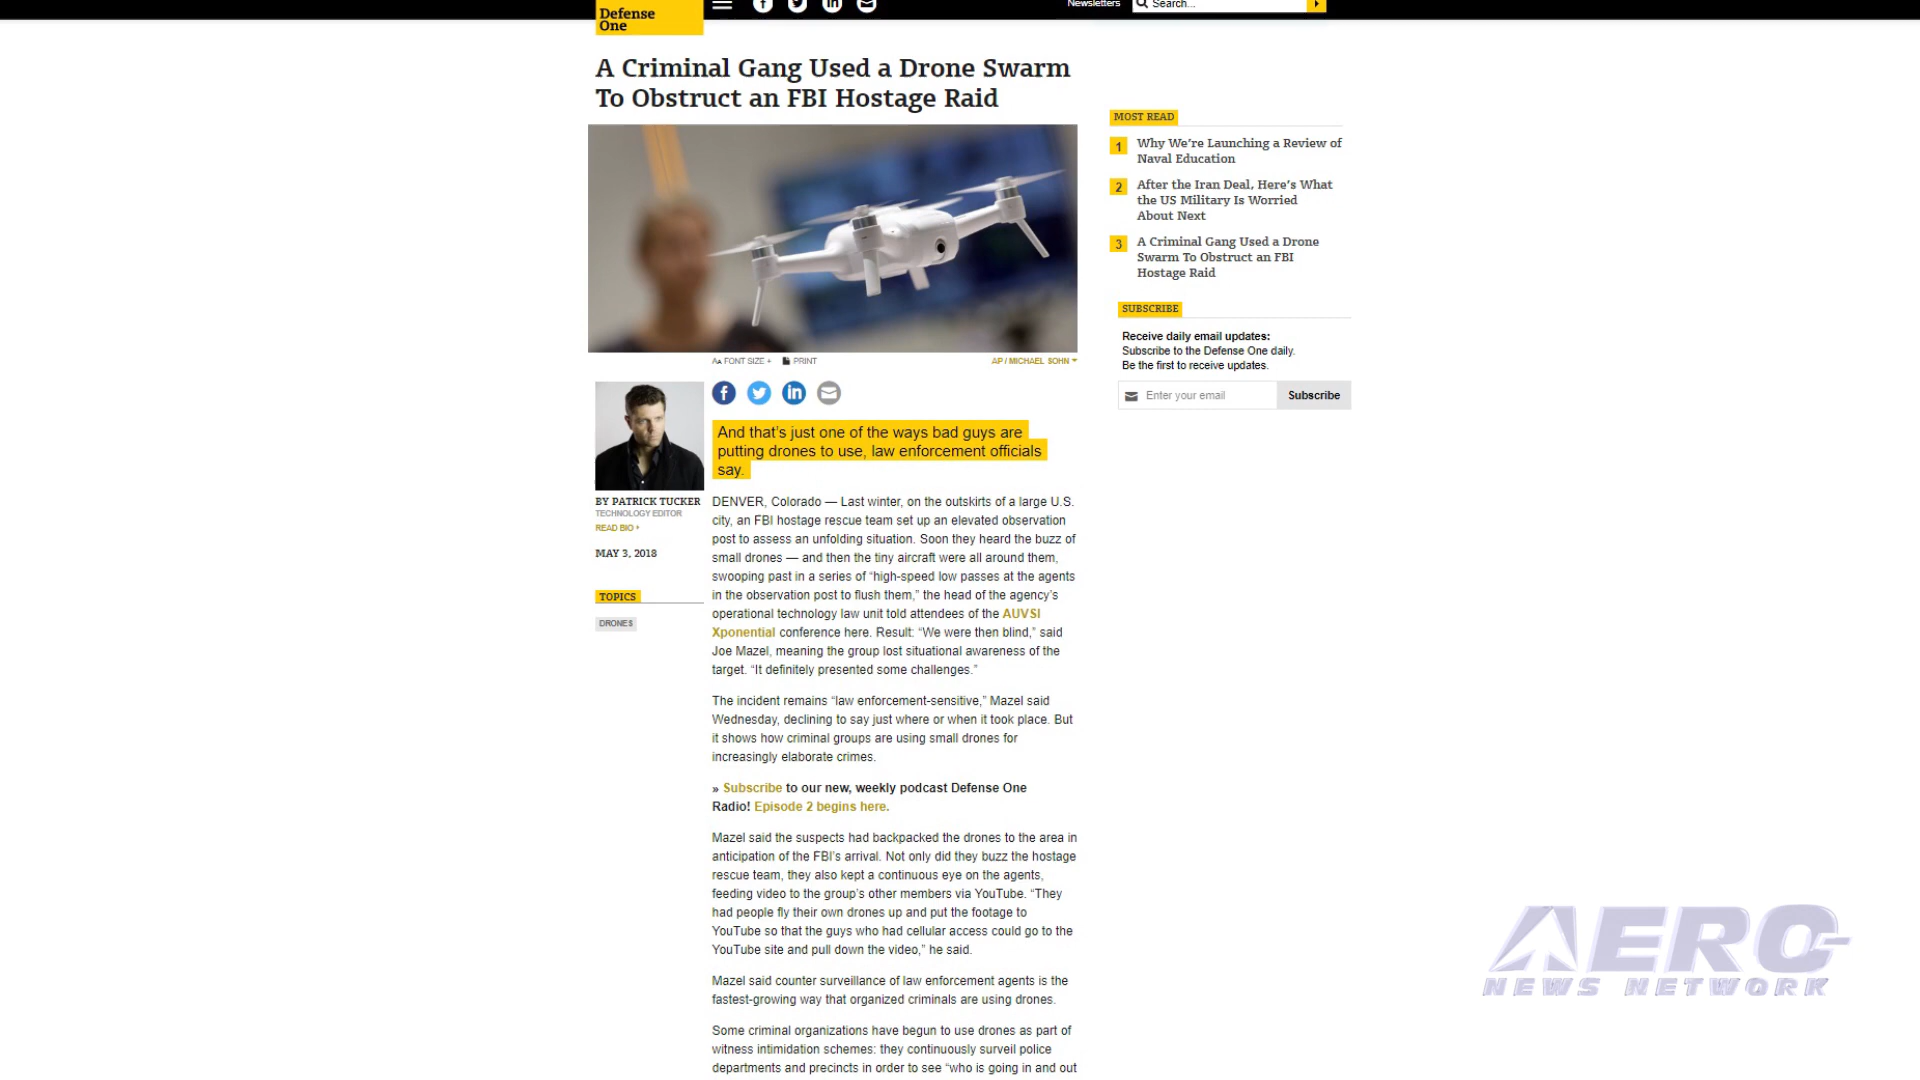 Defense
One
Newsletters
Search...
A Criminal Gang Used a Drone Swarm
To Obstruct an FBI Hostage Raid
AA FONT SIZE +
PRINT
AP / MICHAEL SOHN
BY PATRICK TUCKER
TECHNOLOGY EDITOR
READ BIO
MAY 3, 2018
TOPICS
DRONES
And that’s just one of the ways bad guys are
putting drones to use, law enforcement officials
say.
DENVER, Colorado — Last winter, on the outskirts of a large U.S.
city, an FBI hostage rescue team set up an elevated observation
post to assess an unfolding situation. Soon they heard the buzz of
small drones — and then the tiny aircraft were all around them,
swooping past in a series of “high-speed low passes at the agents
in the observation post to flush them,” the head of the agency’s
operational technology law unit told attendees of the AUVSI
Xponential conference here. Result: “We were then blind,” said
Joe Mazel, meaning the group lost situational awareness of the
target. “It definitely presented some challenges.”
The incident remains “law enforcement-sensitive,” Mazel said
Wednesday, declining to say just where or when it took place. But
it shows how criminal groups are using small drones for
increasingly elaborate crimes.
» Subscribe to our new, weekly podcast Defense One
Radio! Episode 2 begins here.
Mazel said the suspects had backpacked the drones to the area in
anticipation of the FBI’s arrival. Not only did they buzz the hostage
rescue team, they also kept a continuous eye on the agents,
feeding video to the group’s other members via YouTube. “They
had people fly their own drones up and put the footage to
YouTube so that the guys who had cellular access could go to the
YouTube site and pull down the video,” he said.
Mazel said counter surveillance of law enforcement agents is the
fastest-growing way that organized criminals are using drones.
Some criminal organizations have begun to use drones as part of
witness intimidation schemes: they continuously surveil police
departments and precincts in order to see “who is going in and out
MOST READ
1 Why We’re Launching a Review of
Naval Education
2 After the Iran Deal, Here’s What
the US Military Is Worried
About Next
3 A Criminal Gang Used a Drone
Swarm To Obstruct an FBI
Hostage Raid
SUBSCRIBE
Receive daily email updates:
Subscribe to the Defense One daily.
Be the first to receive updates.
Enter your email
Subscribe
AERO-
NEWS NETWORK